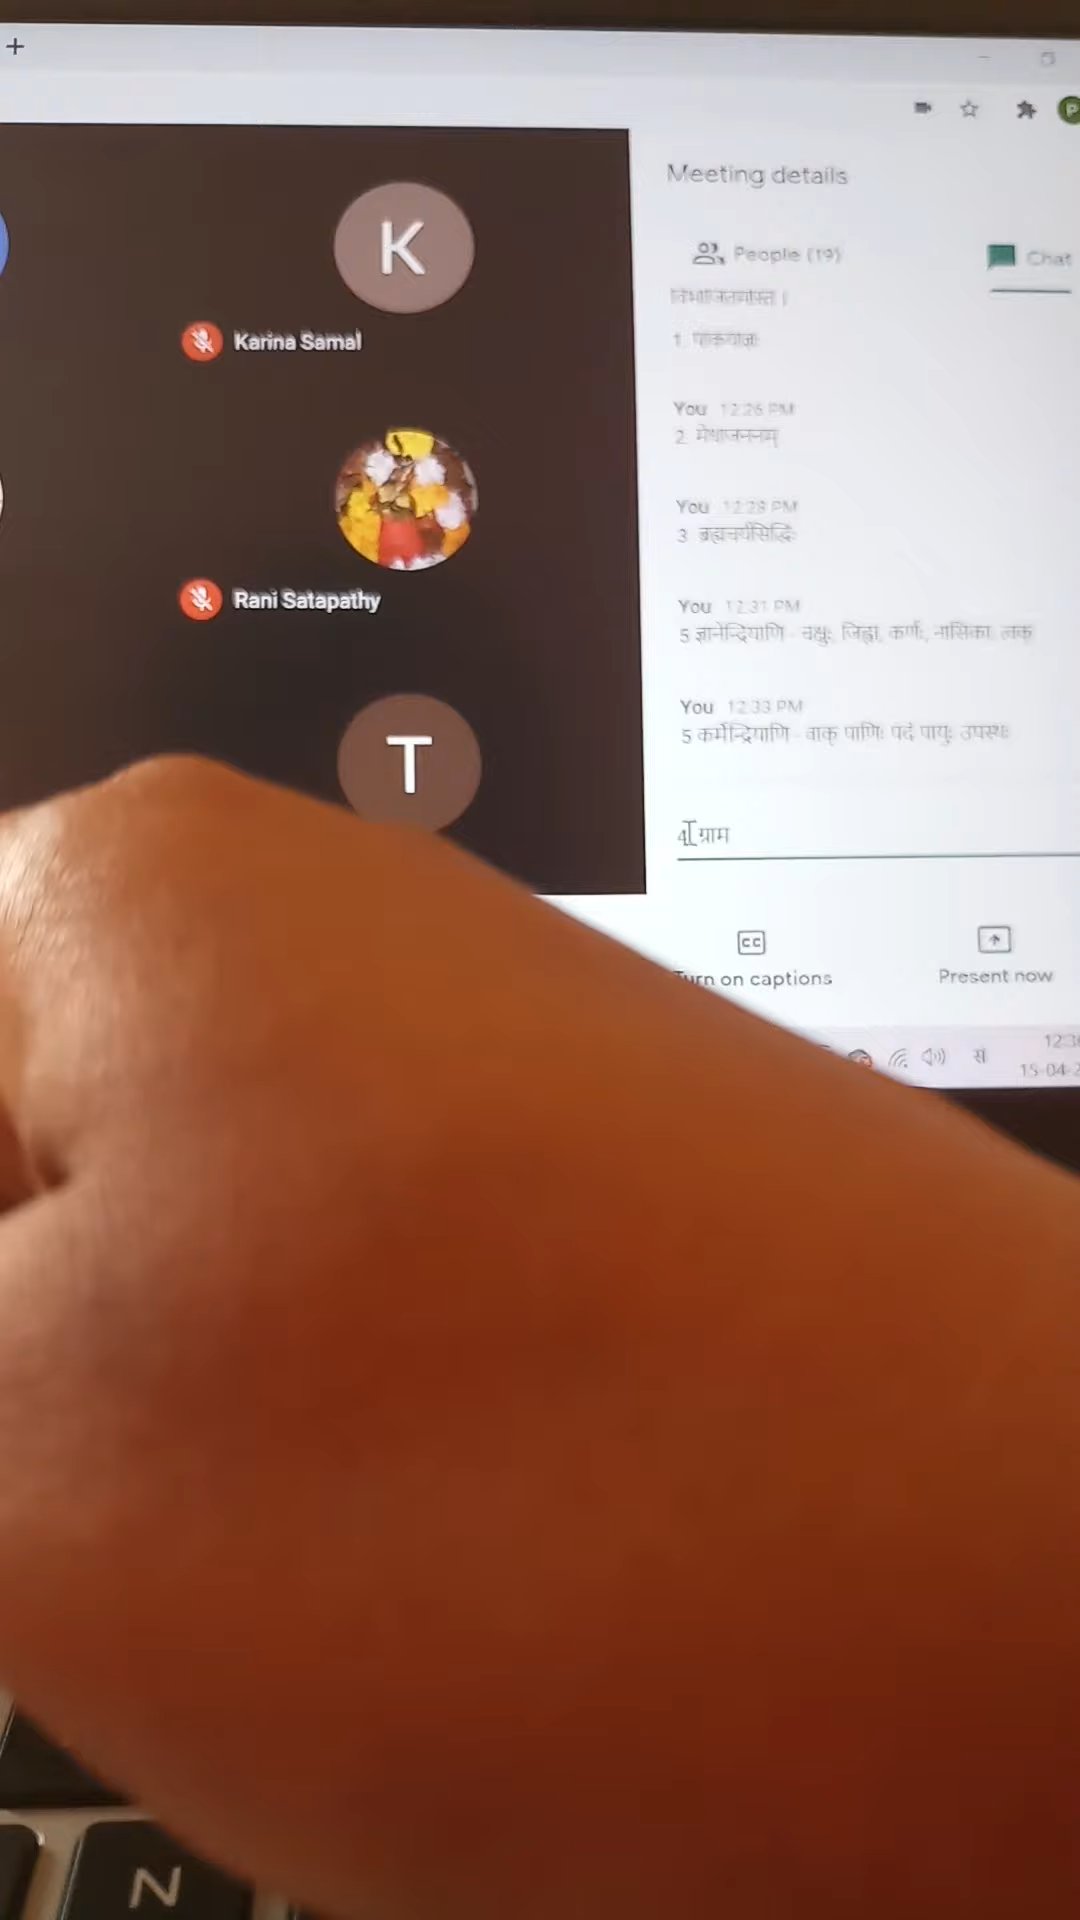 Meeting details
K
People (19)
Chat
Karina Samal
1
You 12:26 PM
2. मेधाजननम्
You 12:28 PM
3. ब्रह्मचर्यसिद्धिः
Rani Satapathy
You 12:31 PM
5 ज्ञानेन्द्रियाणि - चक्षुः, जिह्वा, कर्णः, नासिका, त्वक्
You 12:33 PM
5 कर्मेन्द्रियाणि - वाक् पाणिः पदं पायुः उपस्थः
T
4 ग्राम
CC
Turn on captions
Present now
सं
N
P